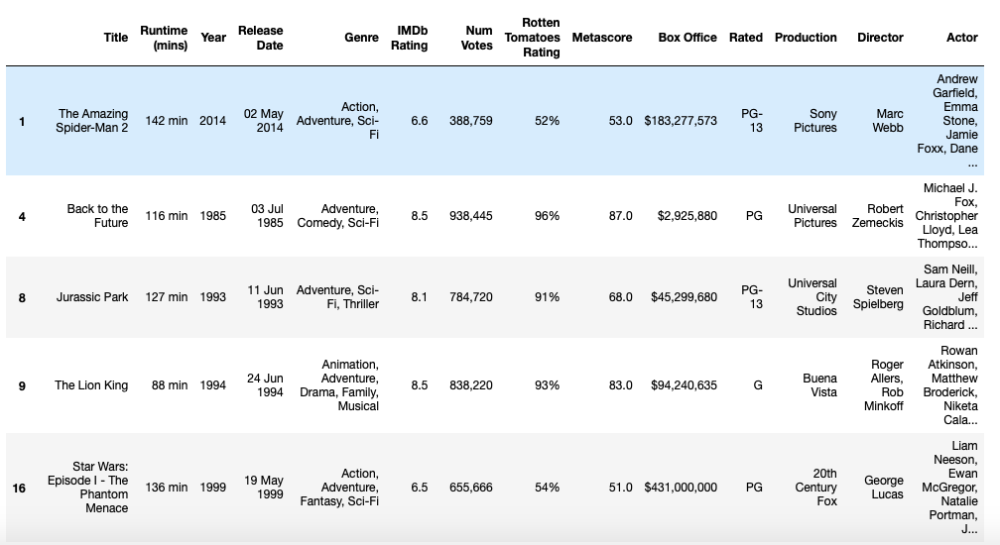 Title Runtime (mins) Year Release Date Genre IMDb Rating Num Votes Rotten Tomatoes Rating Metascore Box Office Rated Production Director Actor
1 The Amazing Spider-Man 2 142 min 2014 02 May 2014 Action, Adventure, Sci-Fi 6.6 388,759 52% 53.0 $183,277,573 PG-13 Sony Pictures Marc Webb Andrew Garfield, Emma Stone, Jamie Foxx, Dane ...
4 Back to the Future 116 min 1985 03 Jul 1985 Adventure, Comedy, Sci-Fi 8.5 938,445 96% 87.0 $2,925,880 PG Universal Pictures Robert Zemeckis Michael J. Fox, Christopher Lloyd, Lea Thompso...
8 Jurassic Park 127 min 1993 11 Jun 1993 Adventure, Sci-Fi, Thriller 8.1 784,720 91% 68.0 $45,299,680 PG-13 Universal City Studios Steven Spielberg Sam Neill, Laura Dern, Jeff Goldblum, Richard ...
9 The Lion King 88 min 1994 24 Jun 1994 Animation, Adventure, Drama, Family, Musical 8.5 838,220 93% 83.0 $94,240,635 G Buena Vista Roger Allers, Rob Minkoff Rowan Atkinson, Matthew Broderick, Niketa Cala...
16 Star Wars: Episode I - The Phantom Menace 136 min 1999 19 May 1999 Action, Adventure, Fantasy, Sci-Fi 6.5 655,666 54% 51.0 $431,000,000 PG 20th Century Fox George Lucas Liam Neeson, Ewan McGregor, Natalie Portman, J...